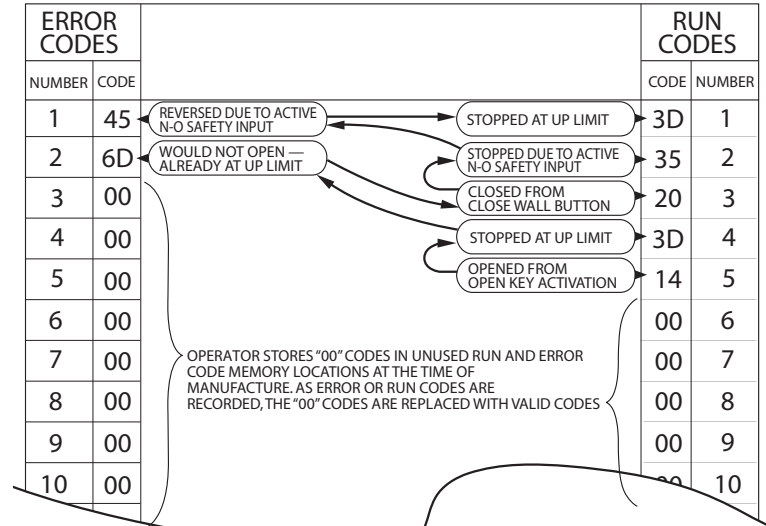 ERROR
CODES
RUN
CODES
NUMBER CODE
CODE NUMBER
1 45 REVERSED DUE TO ACTIVE
N-O SAFETY INPUT
STOPPED AT UP LIMIT 3D 1
2 6D WOULD NOT OPEN —
ALREADY AT UP LIMIT
STOPPED DUE TO ACTIVE
N-O SAFETY INPUT 35 2
3 00
CLOSED FROM
CLOSE WALL BUTTON 20 3
4 00
STOPPED AT UP LIMIT 3D 4
5 00
OPENED FROM
OPEN KEY ACTIVATION 14 5
6 00
00 6
7 00
00 7
8 00
00 8
9 00
00 9
10 00
10
OPERATOR STORES "00" CODES IN UNUSED RUN AND ERROR
CODE MEMORY LOCATIONS AT THE TIME OF
MANUFACTURE. AS ERROR OR RUN CODES ARE
RECORDED, THE "00" CODES ARE REPLACED WITH VALID CODES